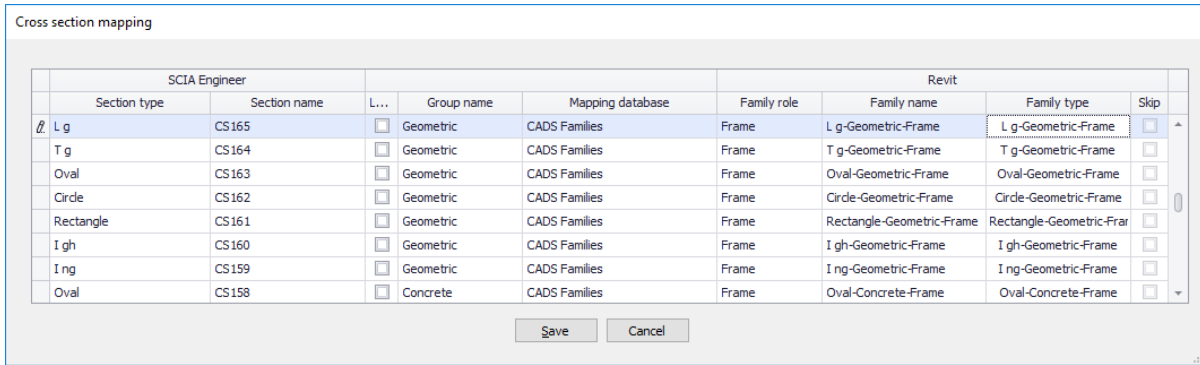 Cross section mapping
SCIA Engineer Revit
Section type Section name L... Group name Mapping database Family role Family name Family type Skip
L g CS165 Geometric CADS Families Frame L g-Geometric-Frame L g-Geometric-Frame
T g CS164 Geometric CADS Families Frame T g-Geometric-Frame T g-Geometric-Frame
Oval CS163 Geometric CADS Families Frame Oval-Geometric-Frame Oval-Geometric-Frame
Circle CS162 Geometric CADS Families Frame Circle-Geometric-Frame Circle-Geometric-Frame
Rectangle CS161 Geometric CADS Families Frame Rectangle-Geometric-Frame Rectangle-Geometric-Frar
I gh CS160 Geometric CADS Families Frame I gh-Geometric-Frame I gh-Geometric-Frame
I ng CS159 Geometric CADS Families Frame I ng-Geometric-Frame I ng-Geometric-Frame
Oval CS158 Concrete CADS Families Frame Oval-Concrete-Frame Oval-Concrete-Frame
Save Cancel